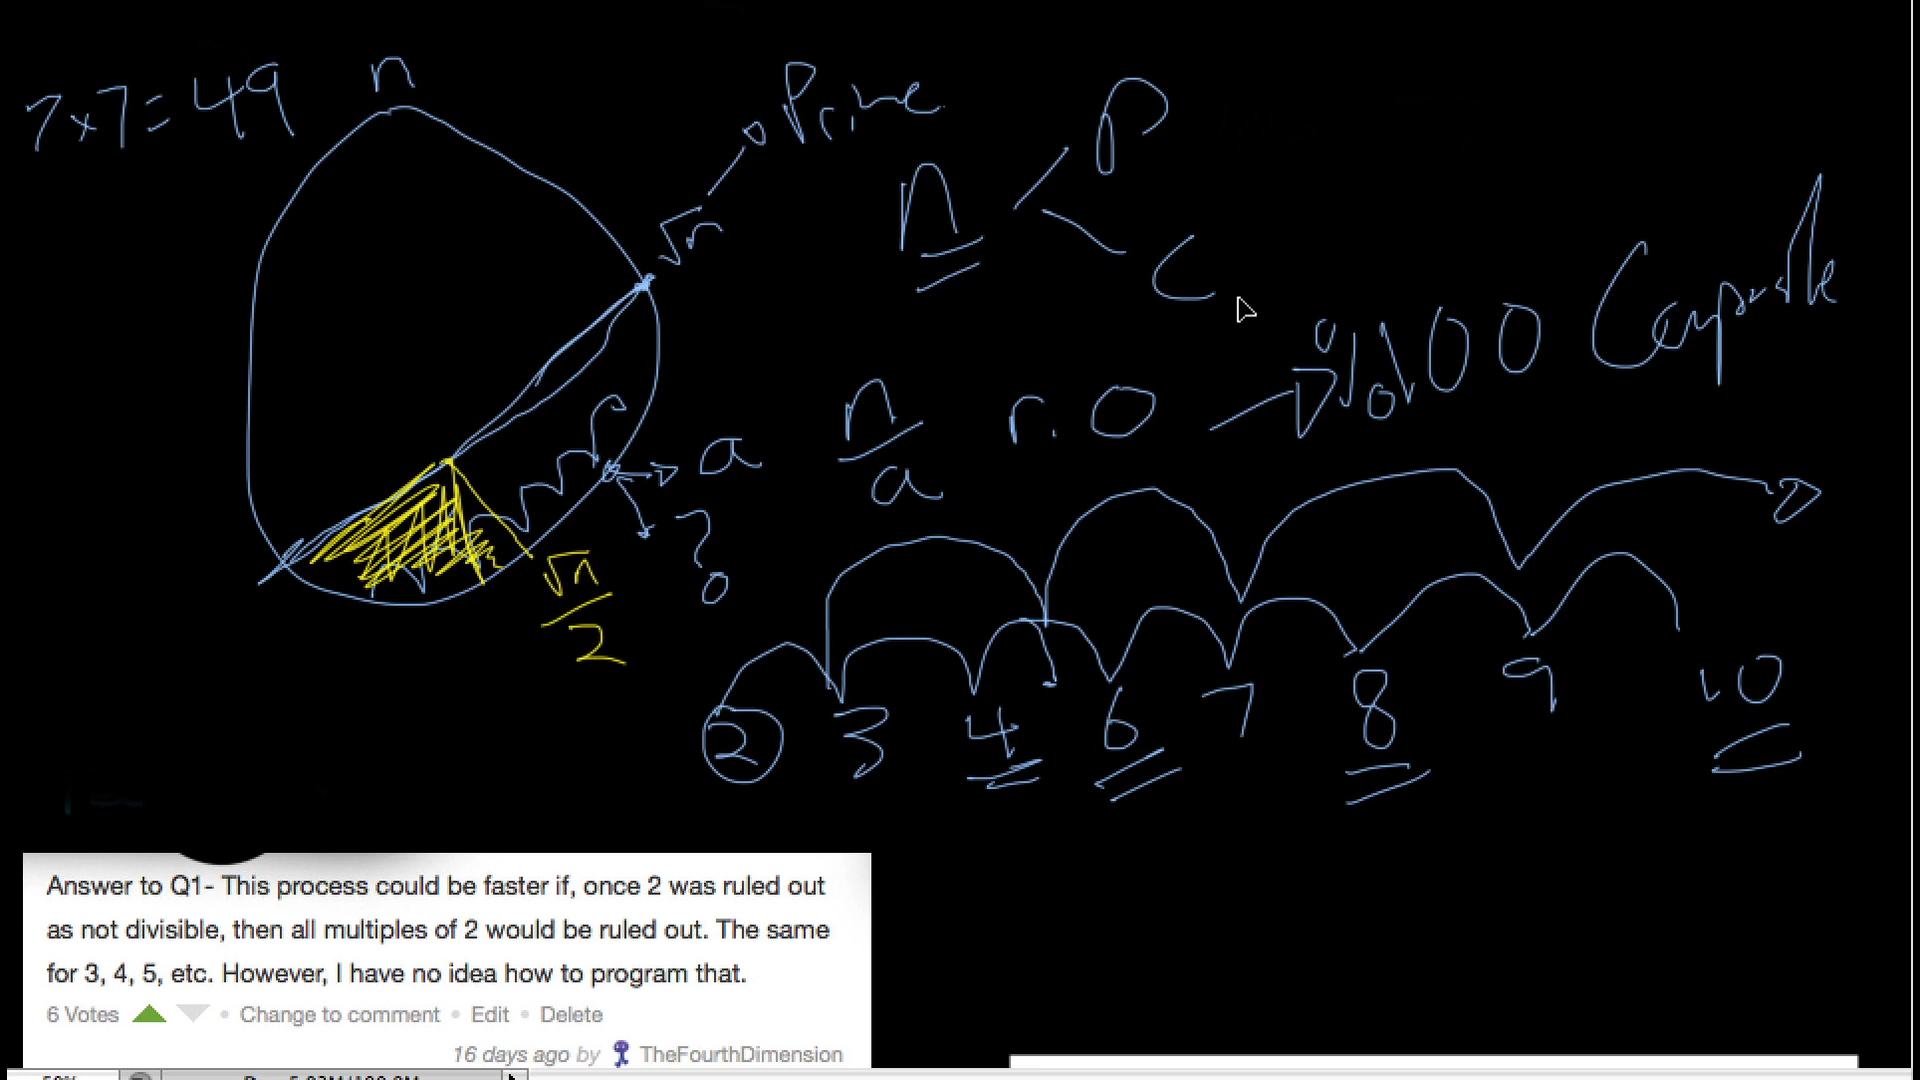 7x7=49
n
√n
Prime
n
P
C
a
?
n/a r. 0
100% Composite
√n/2
2 3 4 6 7 8 9 10
Answer to Q1- This process could be faster if, once 2 was ruled out
as not divisible, then all multiples of 2 would be ruled out. The same
for 3, 4, 5, etc. However, I have no idea how to program that.
6 Votes • Change to comment • Edit • Delete
16 days ago by TheFourthDimension